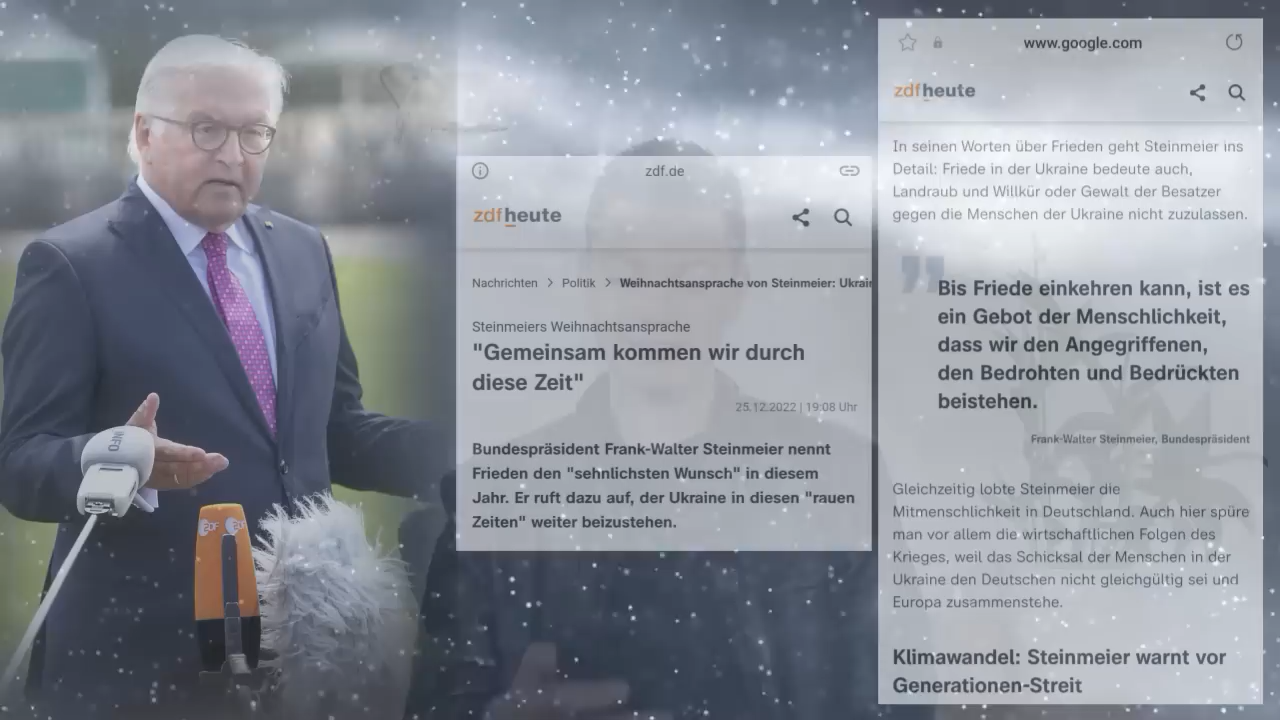 INFO
ZDF
ZDF
zdf.de
zdfheute
Nachrichten > Politik > Weihnachtsansprache von Steinmeier: Ukrain
Steinmeiers Weihnachtsansprache
"Gemeinsam kommen wir durch
diese Zeit"
25.12.2022 | 19:08 Uhr
Bundespräsident Frank-Walter Steinmeier nennt
Frieden den "sehnlichsten Wunsch" in diesem
Jahr. Er ruft dazu auf, der Ukraine in diesen "rauen
Zeiten" weiter beizustehen.
www.google.com
zdfheute
In seinen Worten über Frieden geht Steinmeier ins
Detail: Friede in der Ukraine bedeute auch,
Landraub und Willkür oder Gewalt der Besatzer
gegen die Menschen der Ukraine nicht zuzulassen.
Bis Friede einkehren kann, ist es
ein Gebot der Menschlichkeit,
dass wir den Angegriffenen,
den Bedrohten und Bedrückten
beistehen.
Frank-Walter Steinmeier, Bundespräsident
Gleichzeitig lobte Steinmeier die
Mitmenschlichkeit in Deutschland. Auch hier spüre
man vor allem die wirtschaftlichen Folgen des
Krieges, weil das Schicksal der Menschen in der
Ukraine den Deutschen nicht gleichgültig sei und
Europa zusammenstehe.
Klimawandel: Steinmeier warnt vor
Generationen-Streit